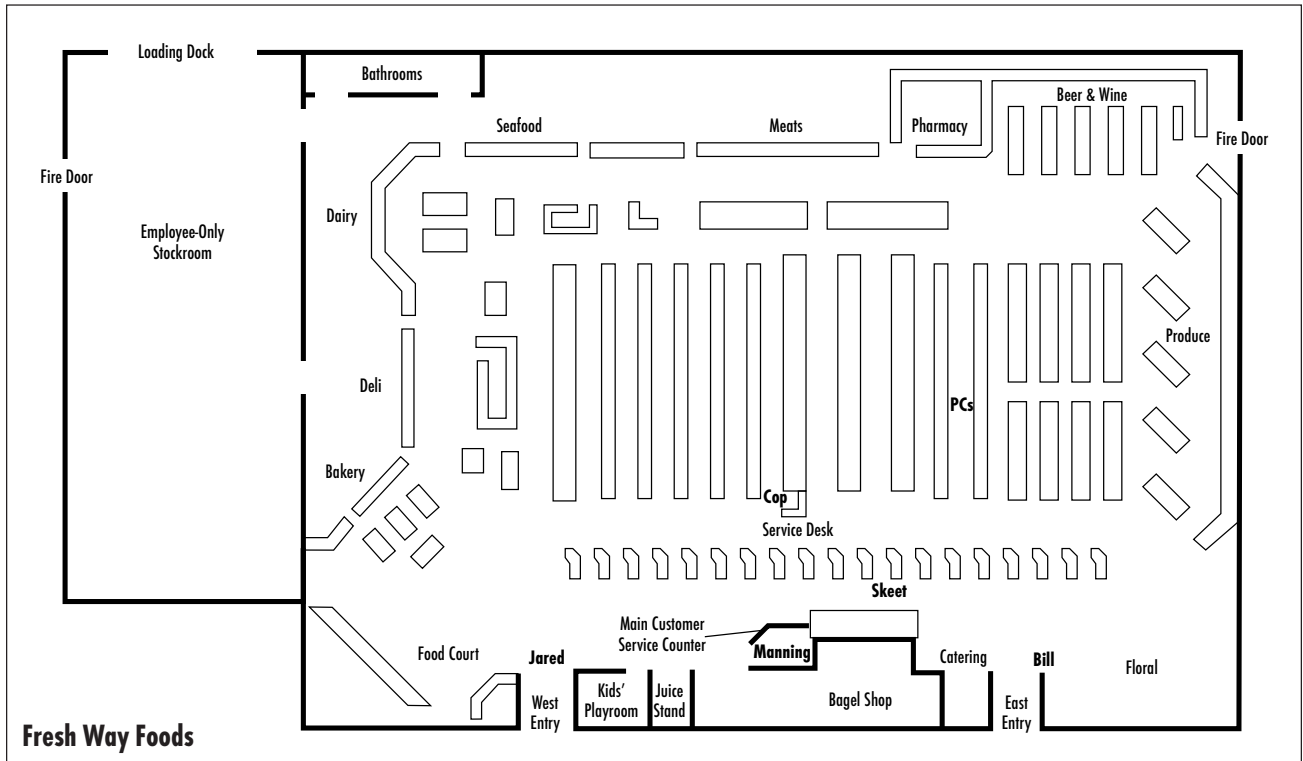 Loading Dock
Bathrooms
Beer & Wine
Seafood
Meats
Pharmacy
Fire Door
Fire Door
Dairy
Employee-Only
Stockroom
Produce
Deli
PCs
Bakery
Cop
Service Desk
Skeet
Main Customer
Service Counter
Food Court
Jared
Manning
Catering
Bill
Floral
Kids'
Playroom
Juice
Stand
Bagel Shop
West
Entry
East
Entry
Fresh Way Foods